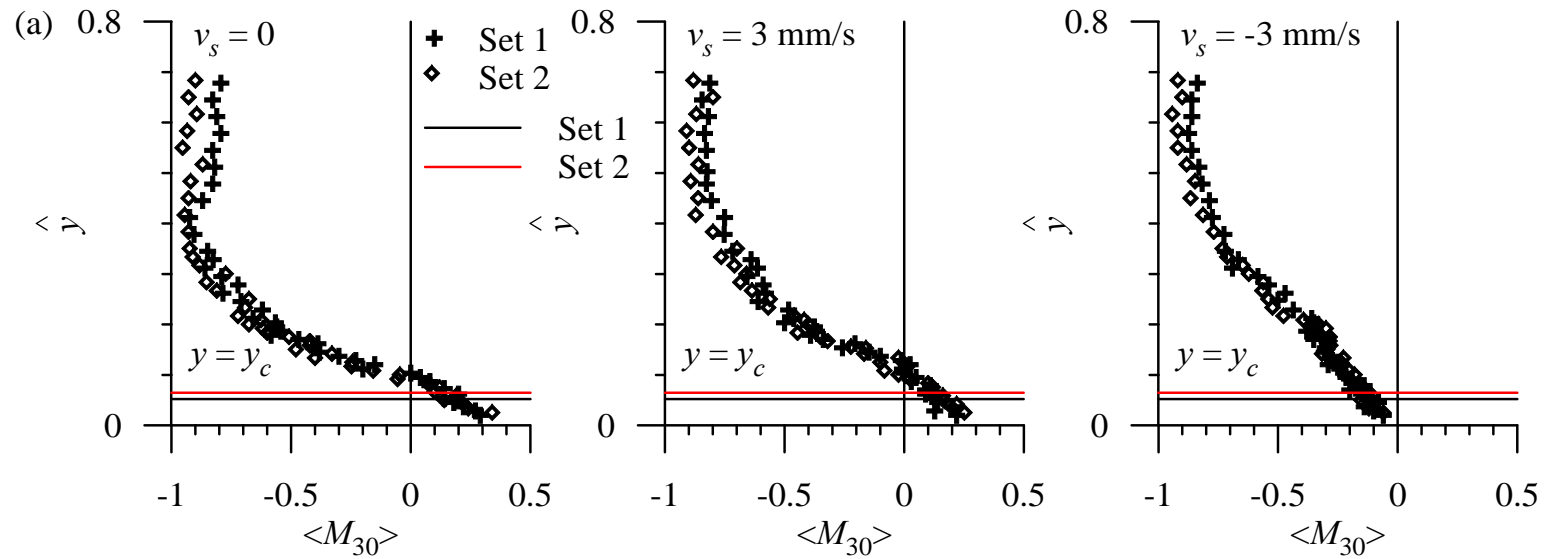 (a)
0.8
v_s = 0
Set 1
Set 2
Set 1
Set 2
^ y
y = y_c
0
-1 -0.5 0 0.5
<M_30>
0.8
v_s = 3 mm/s
^ y
y = y_c
0
-1 -0.5 0 0.5
<M_30>
0.8
v_s = -3 mm/s
^ y
y = y_c
0
-1 -0.5 0 0.5
<M_30>